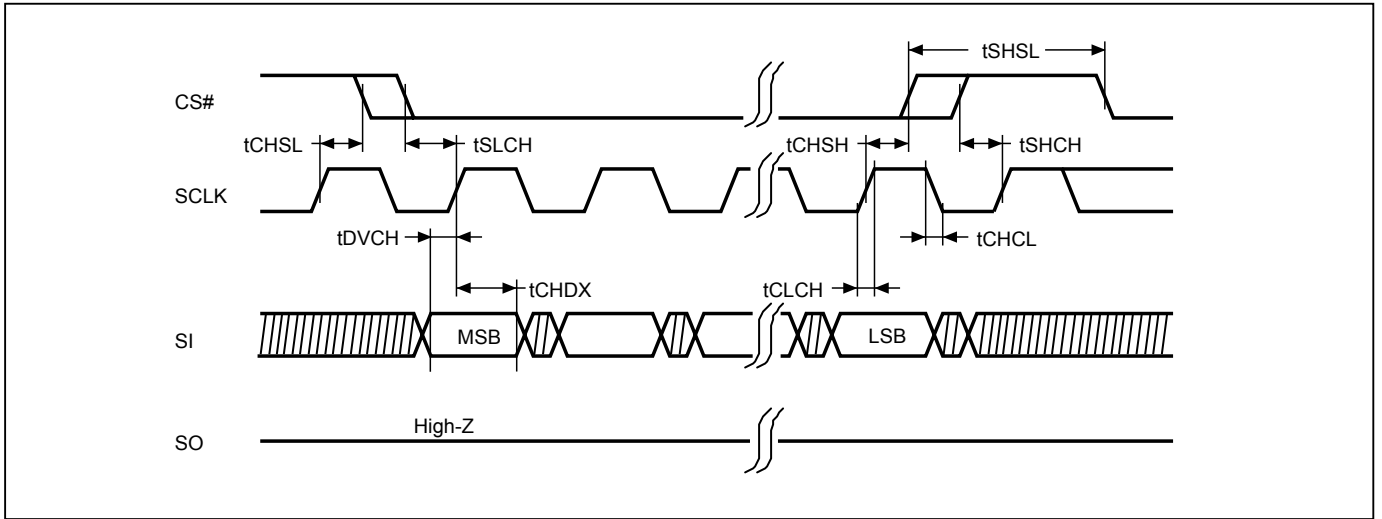 tSHSL
CS#
tCHSL
tSLCH
tCHSH
tSHCH
SCLK
tDVCH
tCHCL
tCHDX
tCLCH
SI
MSB
LSB
High-Z
SO